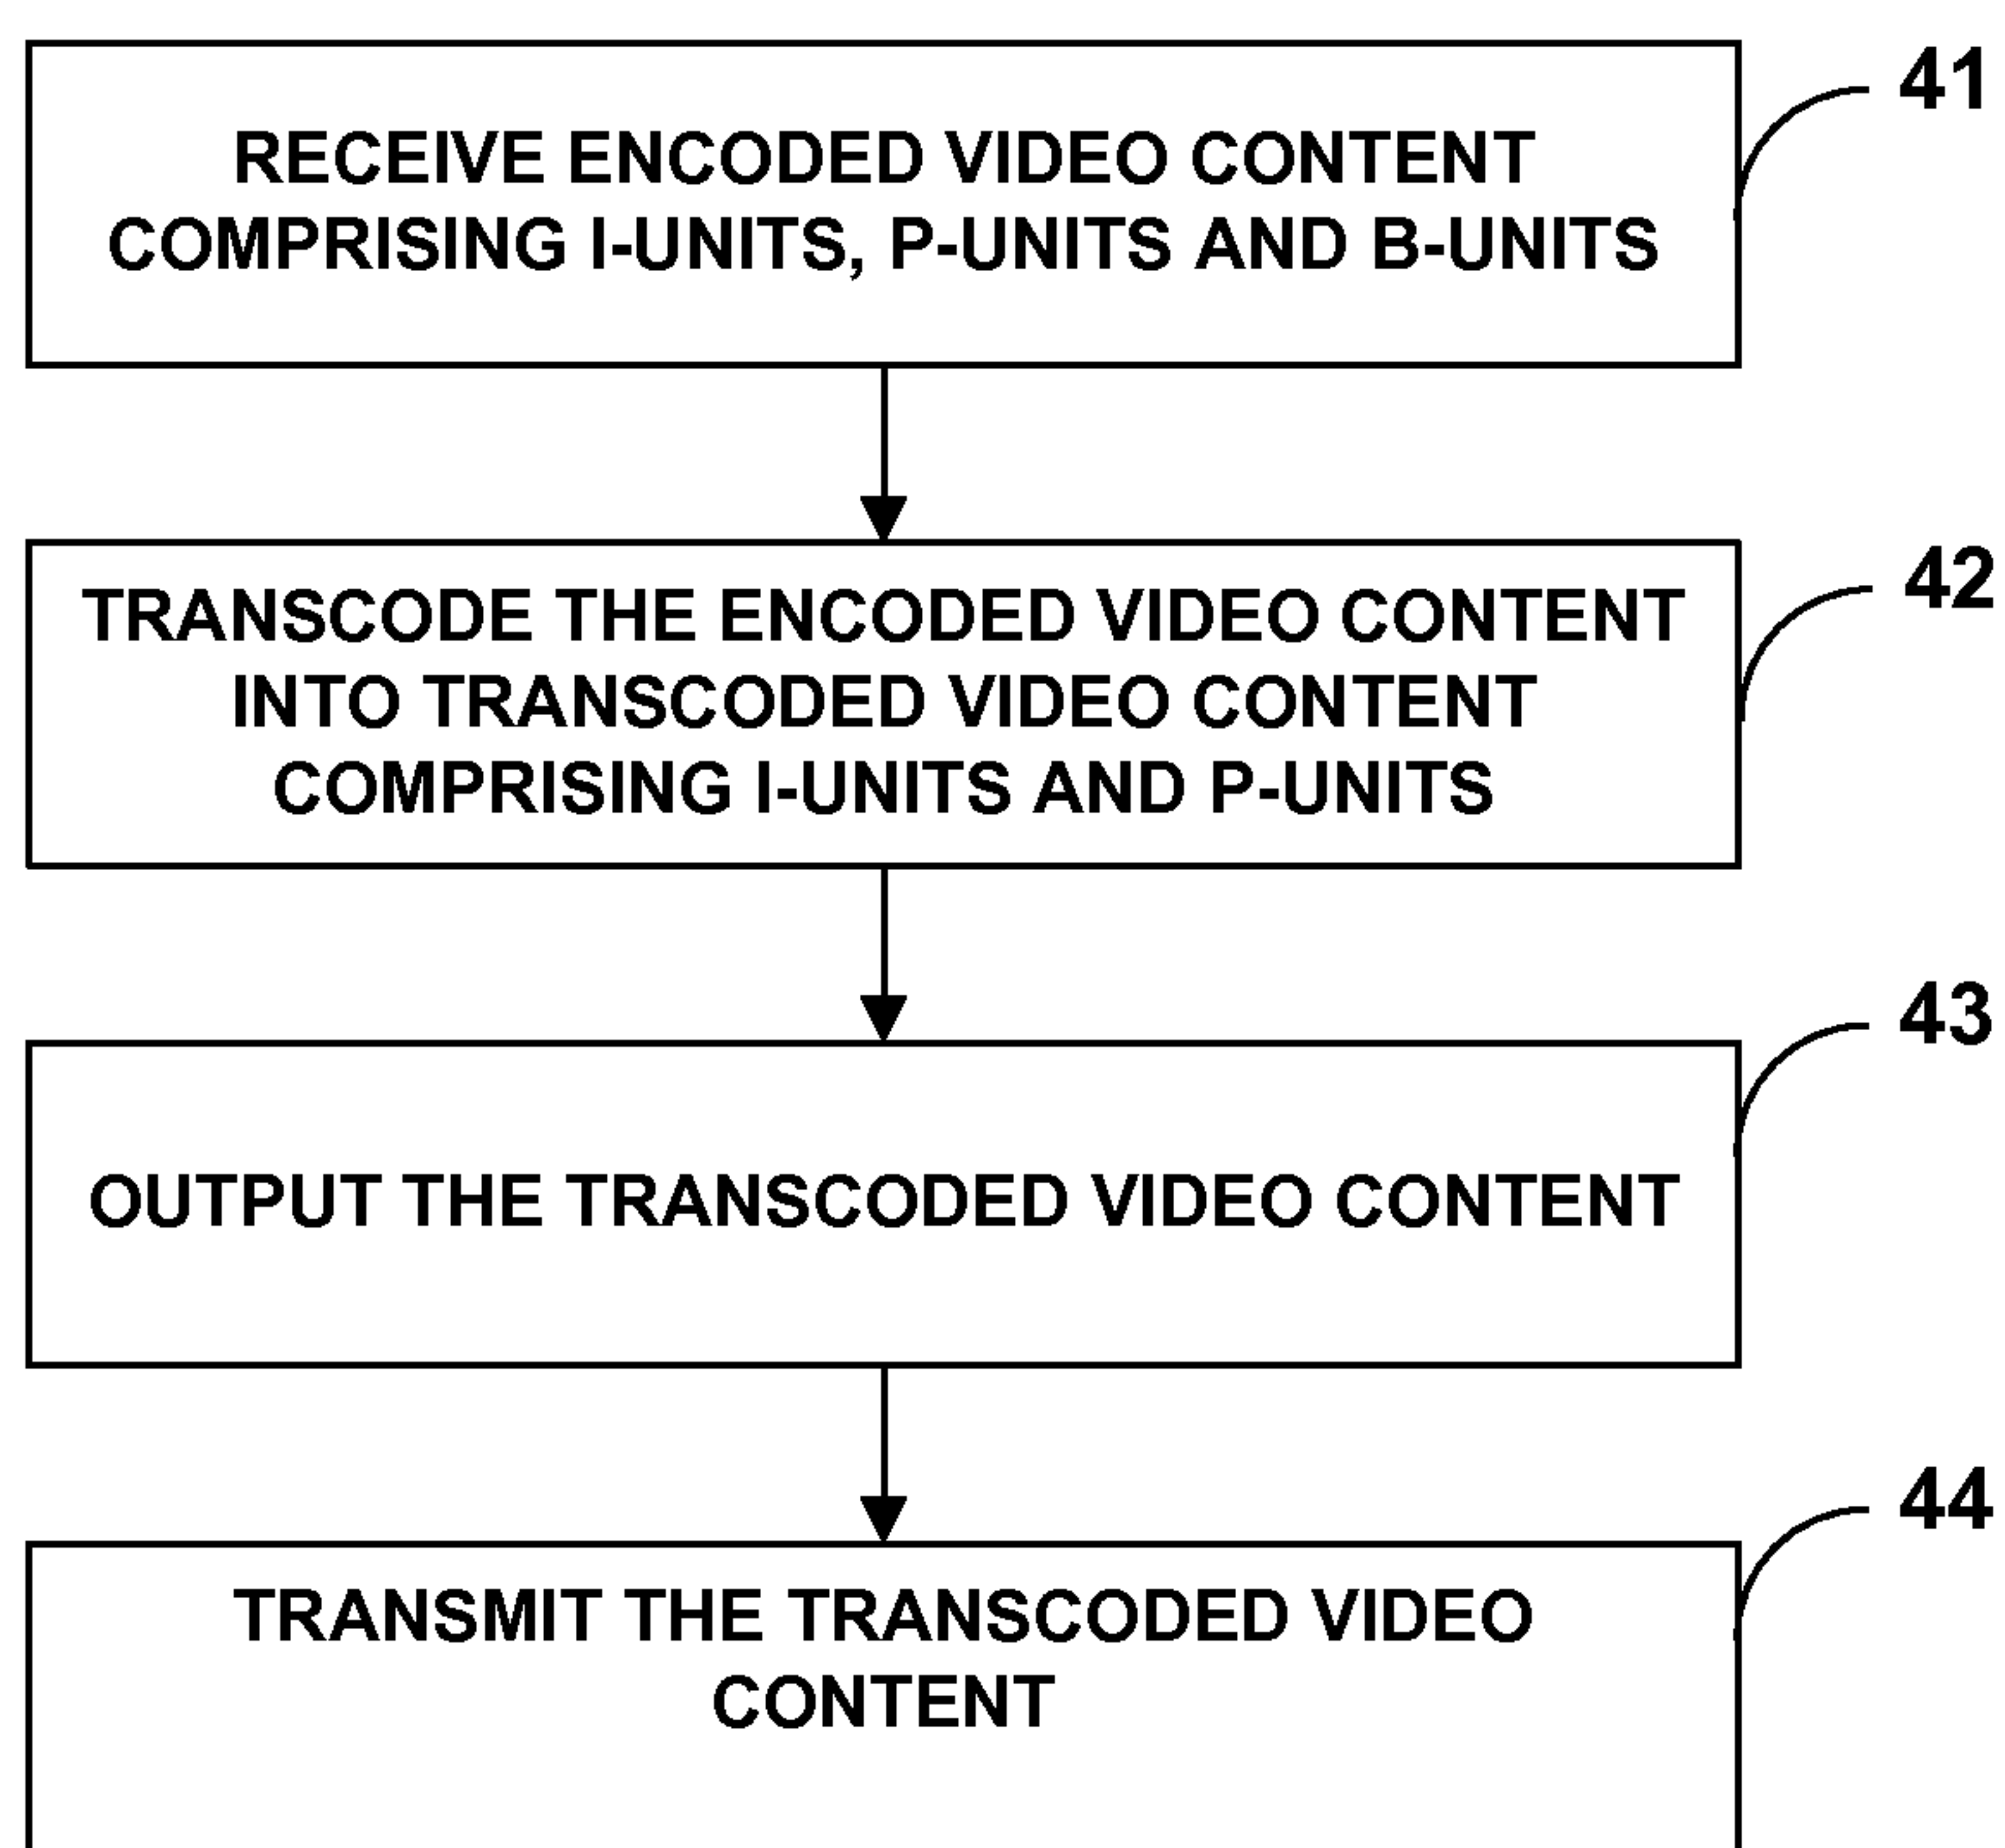 41
RECEIVE ENCODED VIDEO CONTENT
COMPRISING I-UNITS, P-UNITS AND B-UNITS
42
TRANSCODE THE ENCODED VIDEO CONTENT
INTO TRANSCODED VIDEO CONTENT
COMPRISING I-UNITS AND P-UNITS
43
OUTPUT THE TRANSCODED VIDEO CONTENT
44
TRANSMIT THE TRANSCODED VIDEO
CONTENT